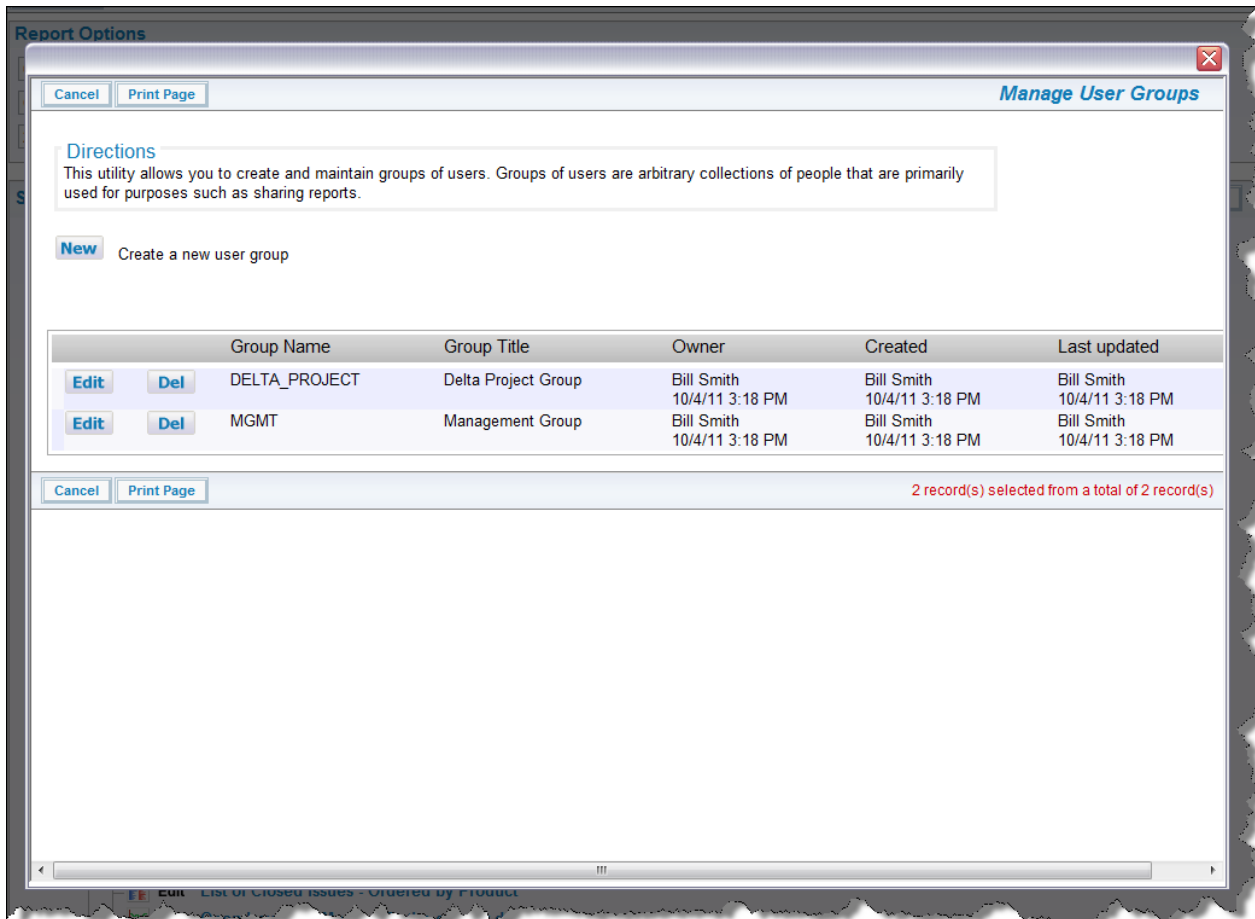 Report Options
Cancel Print Page Manage User Groups
Directions
This utility allows you to create and maintain groups of users. Groups of users are arbitrary collections of people that are primarily
used for purposes such as sharing reports.
New Create a new user group
Group Name Group Title Owner Created Last updated
Edit Del DELTA_PROJECT Delta Project Group Bill Smith Bill Smith Bill Smith
10/4/11 3:18 PM 10/4/11 3:18 PM 10/4/11 3:18 PM
Edit Del MGMT Management Group Bill Smith Bill Smith Bill Smith
10/4/11 3:18 PM 10/4/11 3:18 PM 10/4/11 3:18 PM
Cancel Print Page 2 record(s) selected from a total of 2 record(s)
Edit List of Closed Issues - Ordered by Product